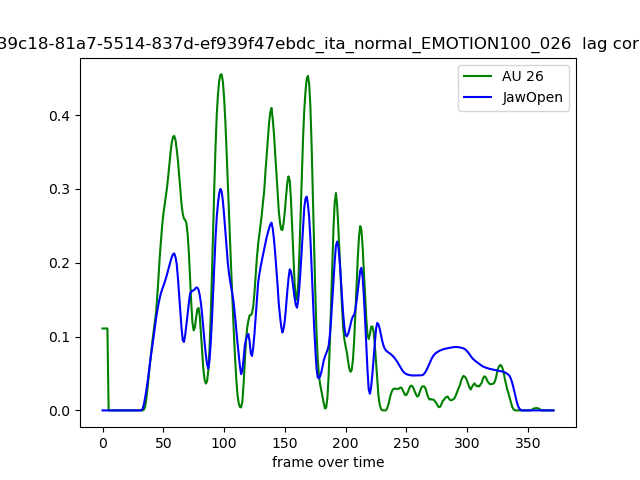 39c18-81a7-5514-837d-ef939f47ebdc_ita_normal_EMOTION100_026 lag cor
AU 26
JawOpen
0.4
0.3
0.2
0.1
0.0
0 50 100 150 200 250 300 350
frame over time